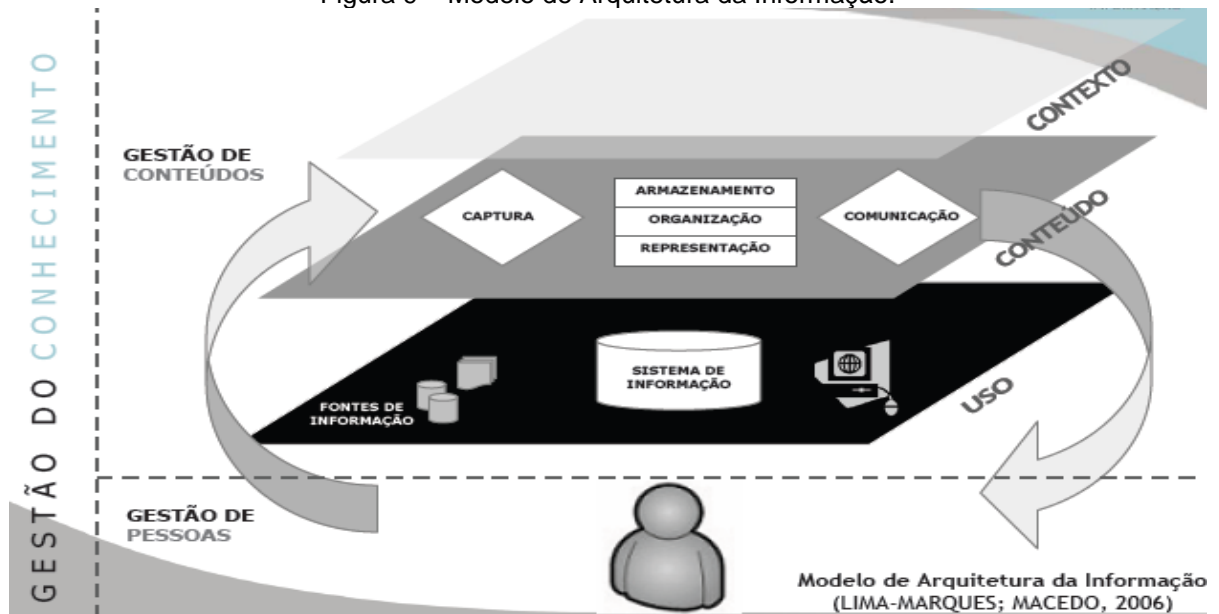 Modelo de Arquitetura da Informação.
GESTÃO DO CONHECIMENTO
GESTÃO DE
CONTEÚDOS
CONTEXTO
CAPTURA
ARMAZENAMENTO
ORGANIZAÇÃO
REPRESENTAÇÃO
COMUNICAÇÃO
CONTEÚDO
FONTES DE
INFORMAÇÃO
SISTEMA DE
INFORMAÇÃO
USO
GESTÃO DE
PESSOAS
Modelo de Arquitetura da Informação
(LIMA-MARQUES; MACEDO, 2006)